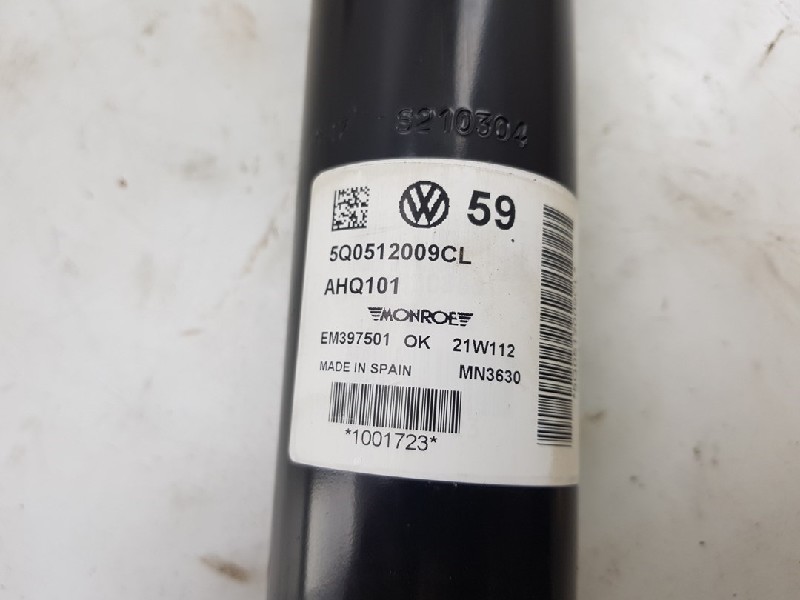 5210304
59
5Q0512009CL
AHQ101
MONROE
EM397501 OK 21W112
MADE IN SPAIN MN3630
*1001723*